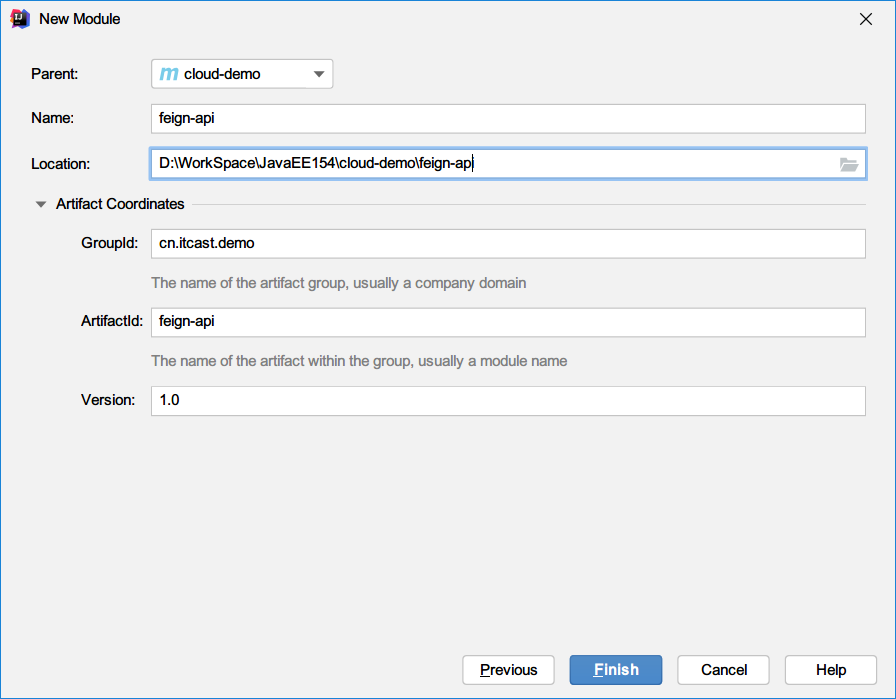 New Module
Parent: m cloud-demo
Name: feign-api
Location: D:\WorkSpace\JavaEE154\cloud-demo\feign-api
Artifact Coordinates
GroupId: cn.itcast.demo
The name of the artifact group, usually a company domain
ArtifactId: feign-api
The name of the artifact within the group, usually a module name
Version: 1.0
Previous Finish Cancel Help